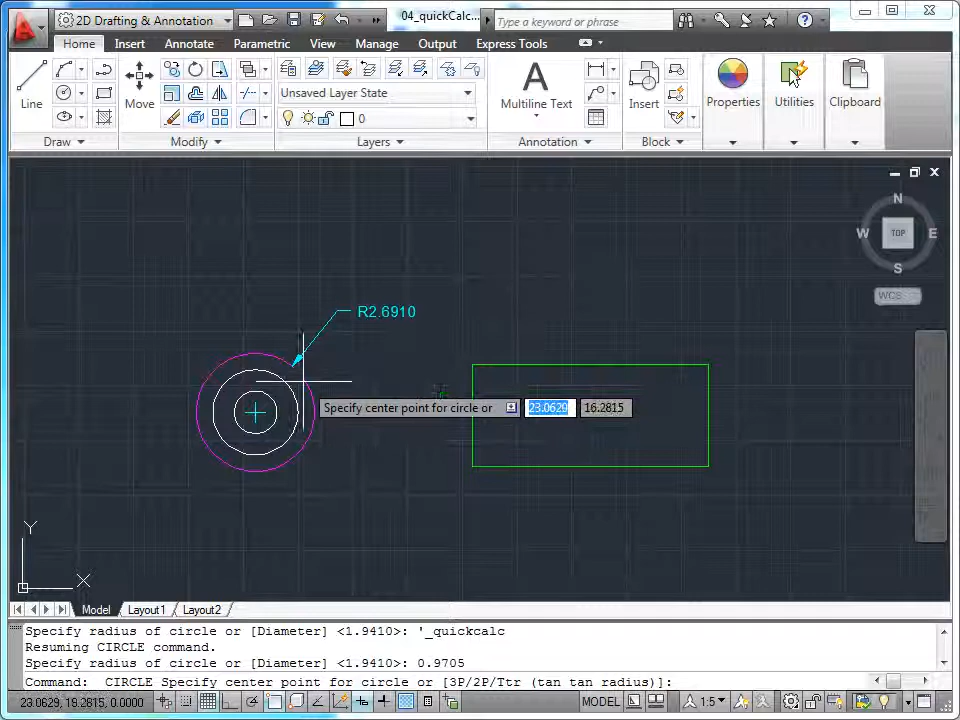 2D Drafting & Annotation
04_quickCalc...
Type a keyword or phrase
Home Insert Annotate Parametric View Manage Output Express Tools
Line
Move
Unsaved Layer State
0
Multiline Text
Insert
Properties
Utilities
Clipboard
Draw
Modify
Layers
Annotation
Block
N
W TOP E
S
WCS
R2.6910
Specify center point for circle or 23.0629 16.2815
Y
X
Model Layout1 Layout2
Specify radius of circle or [Diameter] <1.9410>: '_quickcalc
Resuming CIRCLE command.
Specify radius of circle or [Diameter] <1.9410>: 0.9705
Command: CIRCLE Specify center point for circle or [3P/2P/Ttr (tan tan radius)]:
23.0629, 19.2815, 0.0000
MODEL
1:5